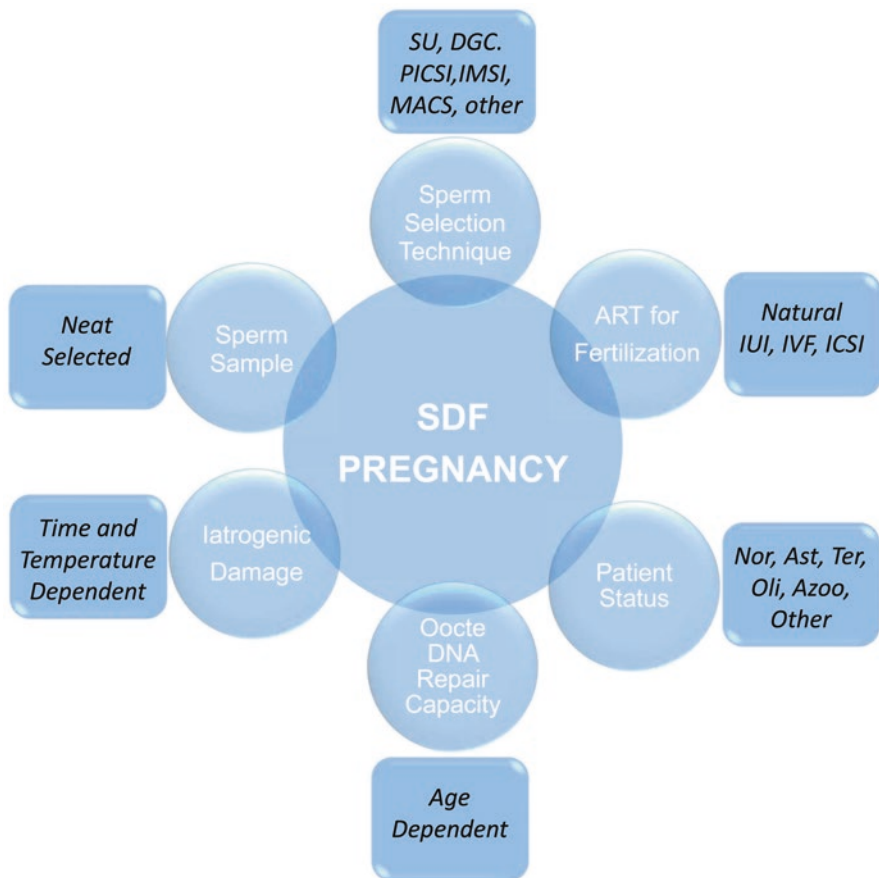 SU, DGC.
PICSI,IMSI,
MACS, other
Sperm
Selection
Technique
Neat
Selected
Sperm
Sample
ART for
Fertilization
Natural
IUI, IVF, ICSI
SDF
PREGNANCY
Time and
Temperature
Dependent
Iatrogenic
Damage
Patient
Status
Nor, Ast, Ter,
Oli, Azoo,
Other
Oocte
DNA
Repair
Capacity
Age
Dependent